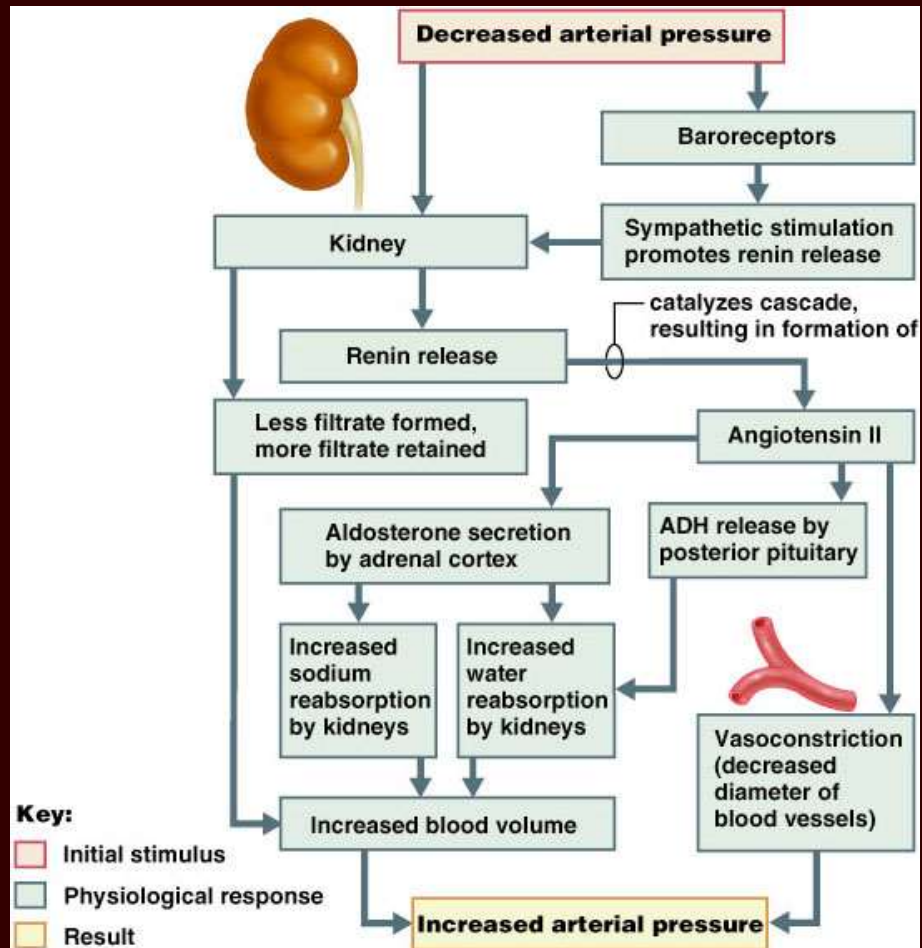 Decreased arterial pressure
Baroreceptors
Sympathetic stimulation
promotes renin release
Kidney
catalyzes cascade,
resulting in formation of
Renin release
Less filtrate formed,
more filtrate retained
Angiotensin II
Aldosterone secretion
by adrenal cortex
ADH release by
posterior pituitary
Increased
sodium
reabsorption
by kidneys
Increased
water
reabsorption
by kidneys
Vasoconstriction
(decreased
diameter of
blood vessels)
Increased blood volume
Key:
Initial stimulus
Physiological response
Result
Increased arterial pressure